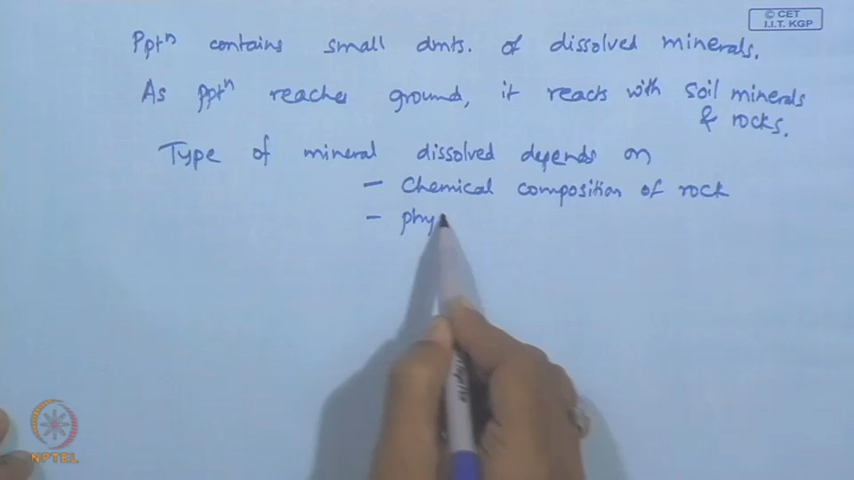 © CET
I.I.T. KGP
Pptn contains small amts. of dissolved minerals.
As pptn reaches ground, it reacts with soil minerals
& rocks.
Type of mineral dissolved depends on
- Chemical composition of rock
- phy
NPTEL